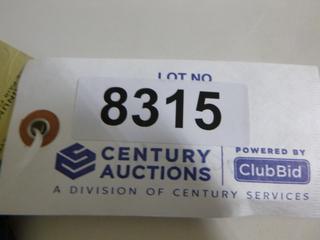 LOT NO.
8315
CENTURY
AUCTIONS
POWERED BY
ClubBid
A DIVISION OF CENTURY SERVICES